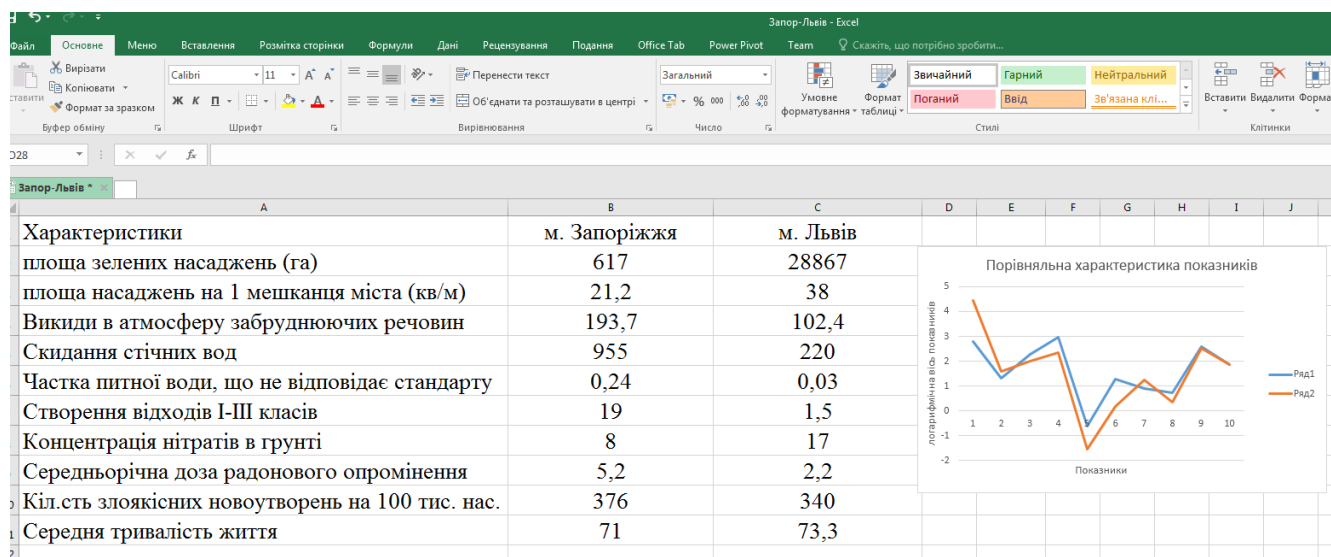 Запор-Львів - Excel
Файл Основне Меню Вставлення Розмітка сторінки Формули Дані Рецензування Подання Office Tab Power Pivot Team Скажіть, що потрібно зробити...
Вирізати
Копіювати
Формат за зразком
Буфер обміну
Calibri 11
Ж К П
Шрифт
Перенести текст
Об'єднати та розташувати в центрі
Вирівнювання
Загальний
% 000
Число
Умовне форматування
Формат таблиці
Звичайний Гарний Нейтральний
Поганий Ввід Зв'язана клі...
Стилі
Вставити Видалити
Клітинки
fx
Запор-Львів *
A B C D E F G H I J
Характеристики м. Запоріжжя м. Львів
площа зелених насаджень (га) 617 28867
площа насаджень на 1 мешканця міста (кв/м) 21,2 38
Викиди в атмосферу забруднюючих речовин 193,7 102,4
Скидання стічних вод 955 220
Частка питної води, що не відповідає стандарту 0,24 0,03
Створення відходів І-ІІІ класів 19 1,5
Концентрація нітратів в грунті 8 17
Середньорічна доза радонового опромінення 5,2 2,2
Кіл.сть злоякісних новоутворень на 100 тис. нас. 376 340
Середня тривалість життя 71 73,3
Порівняльна характеристика показників
логарифмічна вісь показників
5
4
3
2
1
0
-1
-2
1 2 3 4 5 6 7 8 9 10
Показники
Ряд1
Ряд2